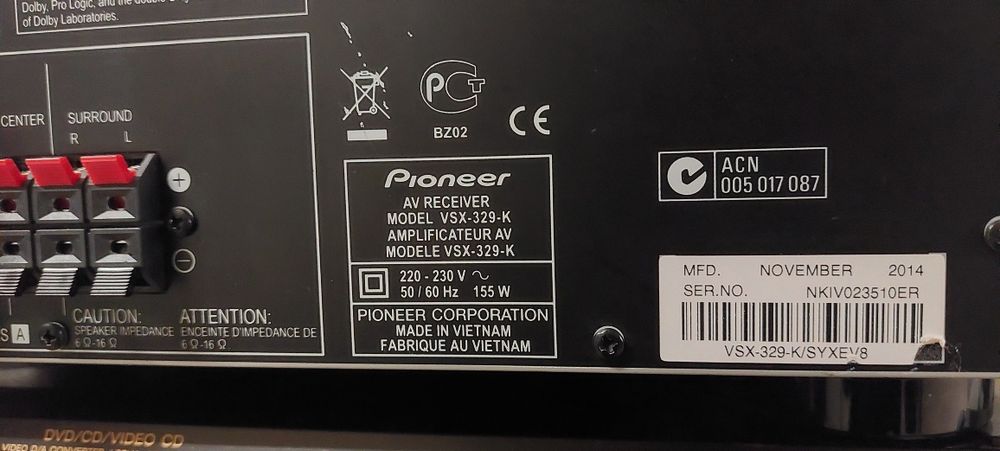 Dolby, Pro Logic, and the double
of Dolby Laboratories.
CENTER
SURROUND
R L
+
−
A
CAUTION:
SPEAKER IMPEDANCE
6 Ω-16 Ω
ATTENTION:
ENCEINTE D'IMPEDANCE DE
6 Ω-16 Ω
PCT
BZ02
CE
Pioneer
AV RECEIVER
MODEL VSX-329-K
AMPLIFICATEUR AV
MODELE VSX-329-K
220 - 230 V ~
50 / 60 Hz 155 W
PIONEER CORPORATION
MADE IN VIETNAM
FABRIQUE AU VIETNAM
ACN
005 017 087
MFD. NOVEMBER 2014
SER.NO. NKIV023510ER
VSX-329-K/SYXEV8
DVD/CD/VIDEO CD
VIDEO D/A CONVERTER